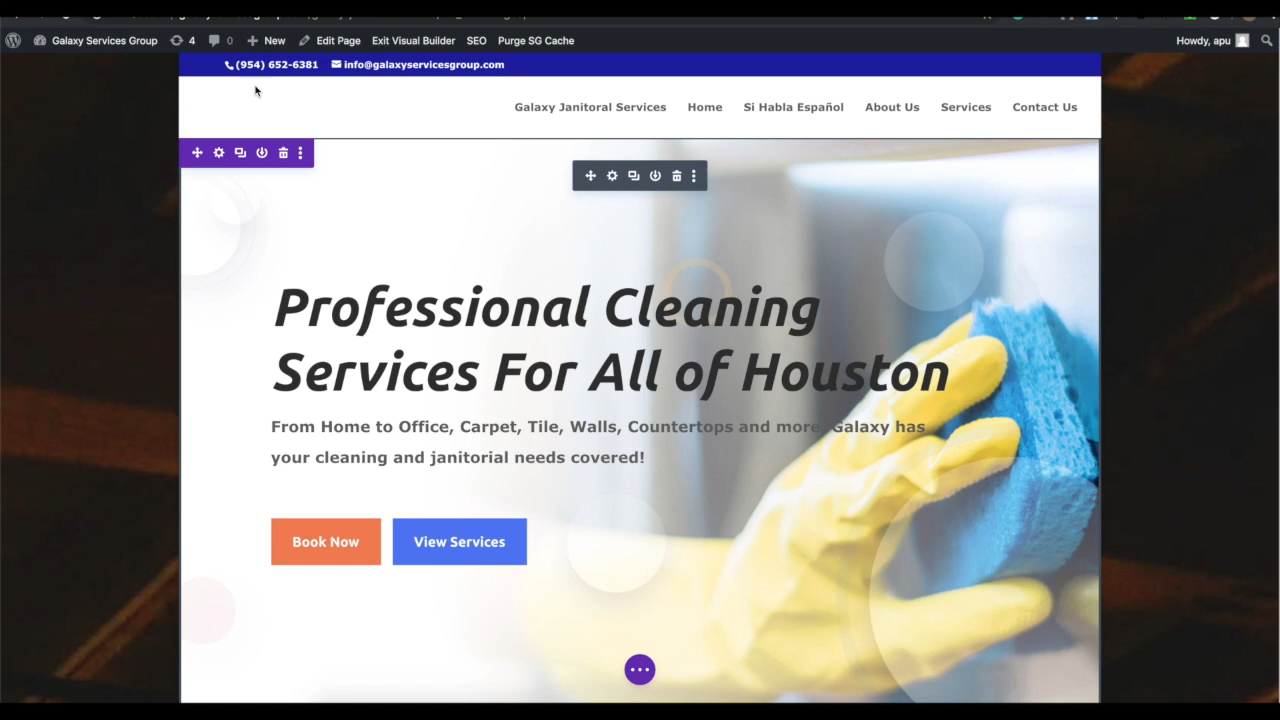 Galaxy Services Group 4 0 New Edit Page Exit Visual Builder SEO Purge SG Cache Howdy, apu
(954) 652-6381 info@galaxyservicesgroup.com
Galaxy Janitoral Services Home Si Habla Español About Us Services Contact Us
Professional Cleaning
Services For All of Houston
From Home to Office, Carpet, Tile, Walls, Countertops and more, Galaxy has
your cleaning and janitorial needs covered!
Book Now View Services